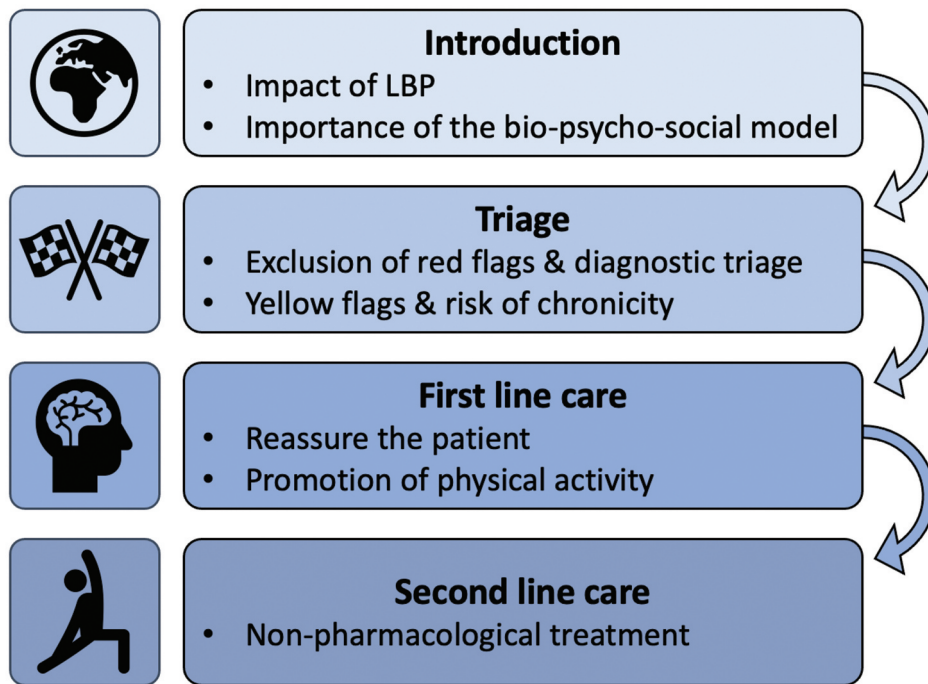 Introduction
• Impact of LBP
• Importance of the bio-psycho-social model
Triage
• Exclusion of red flags & diagnostic triage
• Yellow flags & risk of chronicity
First line care
• Reassure the patient
• Promotion of physical activity
Second line care
• Non-pharmacological treatment